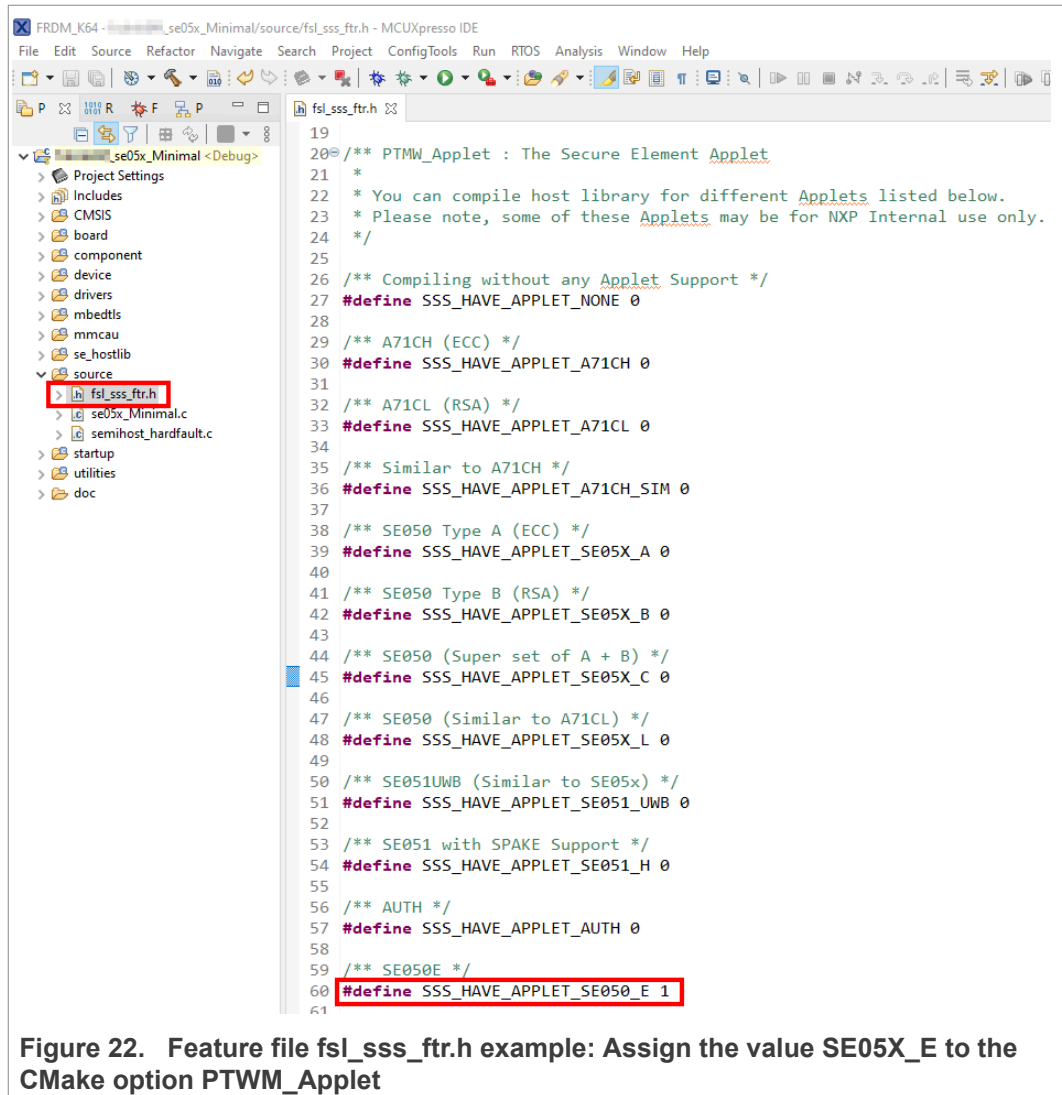 FRDM_K64 - _se05x_Minimal/source/fsl_sss_ftr.h - MCUXpresso IDE
File Edit Source Refactor Navigate Search Project ConfigTools Run RTOS Analysis Window Help
P R F P
fsl_sss_ftr.h
_se05x_Minimal <Debug>
Project Settings
Includes
CMSIS
board
component
device
drivers
mbedtls
mmcau
se_hostlib
source
fsl_sss_ftr.h
se05x_Minimal.c
semihost_hardfault.c
startup
utilities
doc
19
20 /** PTMW_Applet : The Secure Element Applet
21 *
22 * You can compile host library for different Applets listed below.
23 * Please note, some of these Applets may be for NXP Internal use only.
24 */
25
26 /** Compiling without any Applet Support */
27 #define SSS_HAVE_APPLET_NONE 0
28
29 /** A71CH (ECC) */
30 #define SSS_HAVE_APPLET_A71CH 0
31
32 /** A71CL (RSA) */
33 #define SSS_HAVE_APPLET_A71CL 0
34
35 /** Similar to A71CH */
36 #define SSS_HAVE_APPLET_A71CH_SIM 0
37
38 /** SE050 Type A (ECC) */
39 #define SSS_HAVE_APPLET_SE05X_A 0
40
41 /** SE050 Type B (RSA) */
42 #define SSS_HAVE_APPLET_SE05X_B 0
43
44 /** SE050 (Super set of A + B) */
45 #define SSS_HAVE_APPLET_SE05X_C 0
46
47 /** SE050 (Similar to A71CL) */
48 #define SSS_HAVE_APPLET_SE05X_L 0
49
50 /** SE051UWB (Similar to SE05x) */
51 #define SSS_HAVE_APPLET_SE051_UWB 0
52
53 /** SE051 with SPAKE Support */
54 #define SSS_HAVE_APPLET_SE051_H 0
55
56 /** AUTH */
57 #define SSS_HAVE_APPLET_AUTH 0
58
59 /** SE050E */
60 #define SSS_HAVE_APPLET_SE050_E 1
61
Figure 22. Feature file fsl_sss_ftr.h example: Assign the value SE05X_E to the
CMake option PTWM_Applet